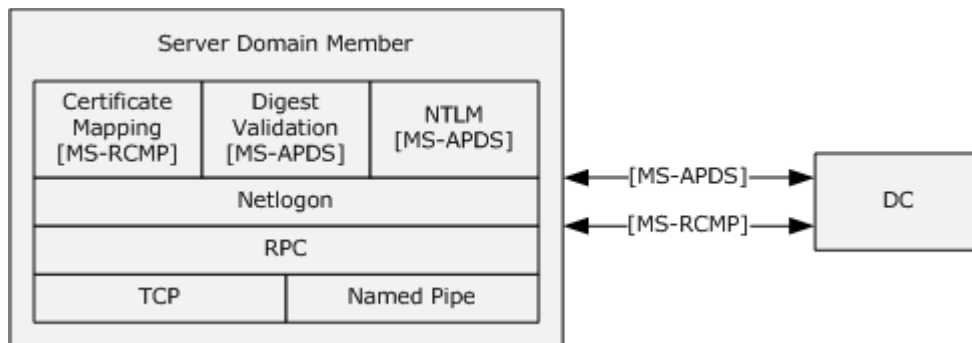 Server Domain Member
Certificate
Mapping
[MS-RCMP]
Digest
Validation
[MS-APDS]
NTLM
[MS-APDS]
Netlogon
RPC
TCP
Named Pipe
[MS-APDS]
[MS-RCMP]
DC